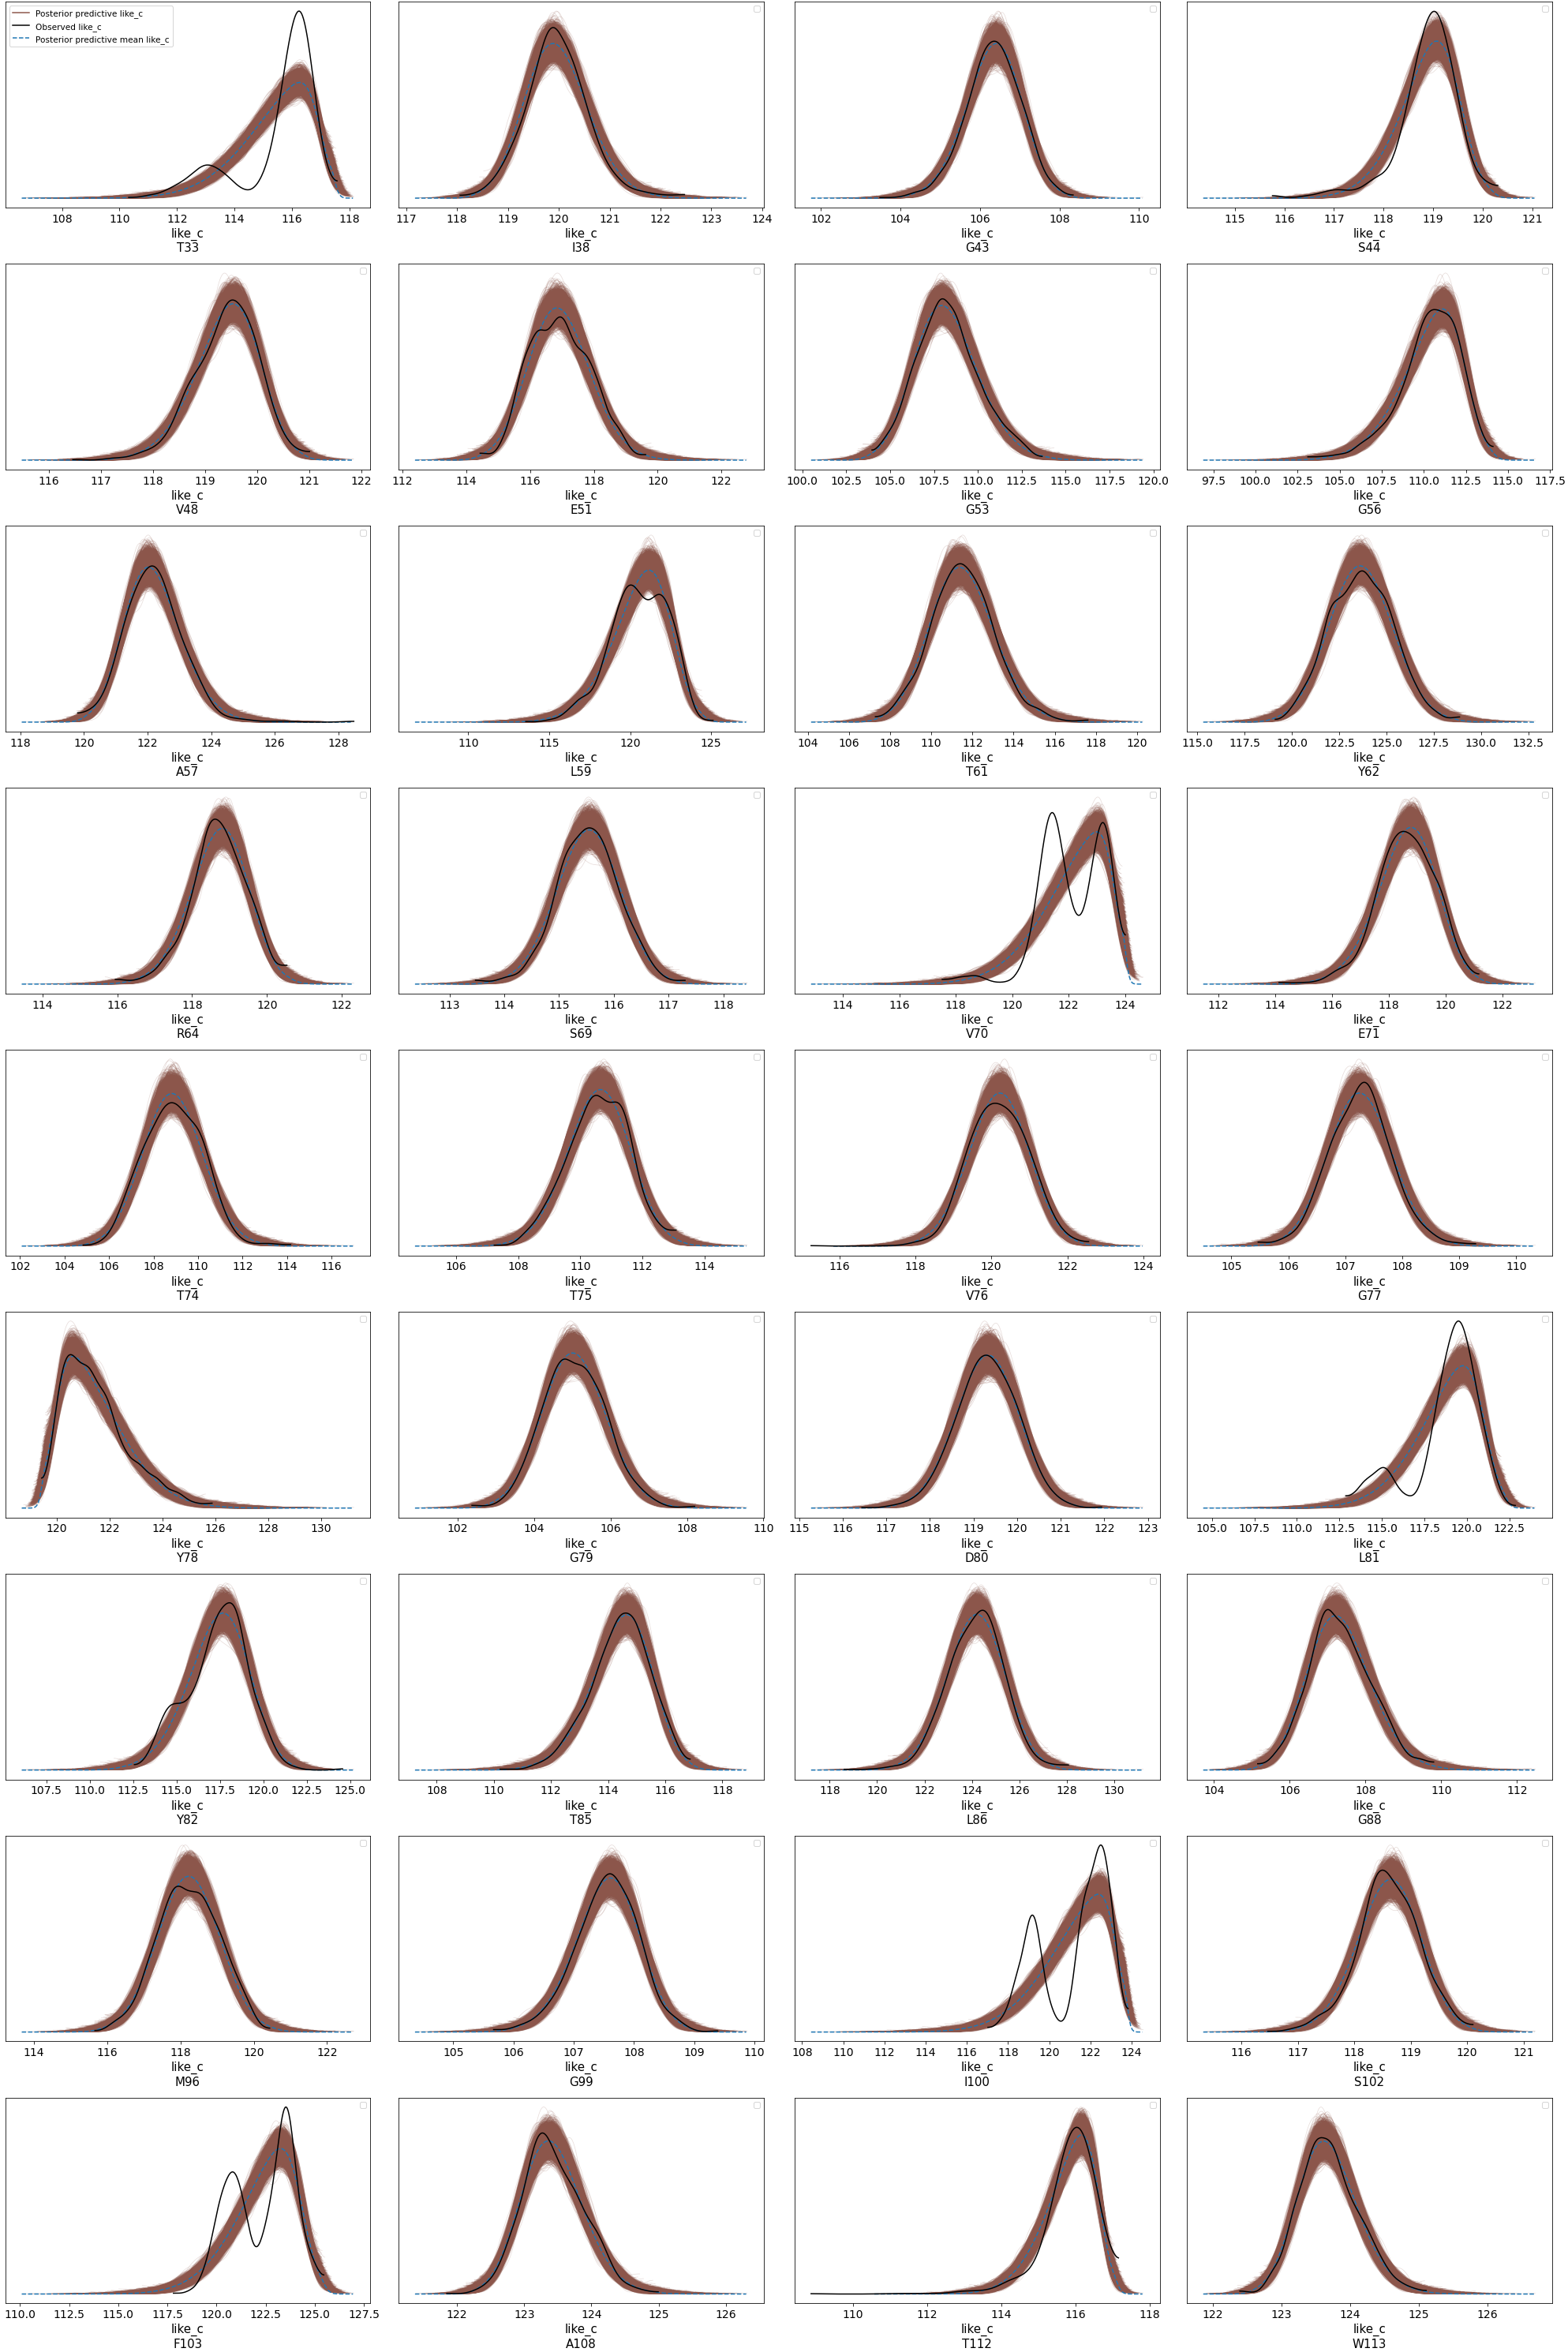 Posterior predictive like_c
Observed like_c
Posterior predictive mean like_c
108 110 112 114 116 118
like_c
T33
117 118 119 120 121 122 123 124
like_c
I38
102 104 106 108 110
like_c
G43
115 116 117 118 119 120 121
like_c
S44
116 117 118 119 120 121 122
like_c
V48
112 114 116 118 120 122
like_c
E51
100.0 102.5 105.0 107.5 110.0 112.5 115.0 117.5 120.0
like_c
G53
97.5 100.0 102.5 105.0 107.5 110.0 112.5 115.0 117.5
like_c
G56
118 120 122 124 126 128
like_c
A57
110 115 120 125
like_c
L59
104 106 108 110 112 114 116 118 120
like_c
T61
115.0 117.5 120.0 122.5 125.0 127.5 130.0 132.5
like_c
Y62
114 116 118 120 122
like_c
R64
113 114 115 116 117 118
like_c
S69
114 116 118 120 122 124
like_c
V70
112 114 116 118 120 122
like_c
E71
102 104 106 108 110 112 114 116
like_c
T74
106 108 110 112 114
like_c
T75
116 118 120 122 124
like_c
V76
105 106 107 108 109 110
like_c
G77
120 122 124 126 128 130
like_c
Y78
102 104 106 108 110
like_c
G79
115 116 117 118 119 120 121 122 123
like_c
D80
105.0 107.5 110.0 112.5 115.0 117.5 120.0 122.5
like_c
L81
107.5 110.0 112.5 115.0 117.5 120.0 122.5 125.0
like_c
Y82
108 110 112 114 116 118
like_c
T85
118 120 122 124 126 128 130
like_c
L86
104 106 108 110 112
like_c
G88
114 116 118 120 122
like_c
M96
105 106 107 108 109 110
like_c
G99
108 110 112 114 116 118 120 122 124
like_c
I100
116 117 118 119 120 121
like_c
S102
110.0 112.5 115.0 117.5 120.0 122.5 125.0 127.5
like_c
F103
122 123 124 125 126
like_c
A108
110 112 114 116 118
like_c
T112
122 123 124 125 126
like_c
W113